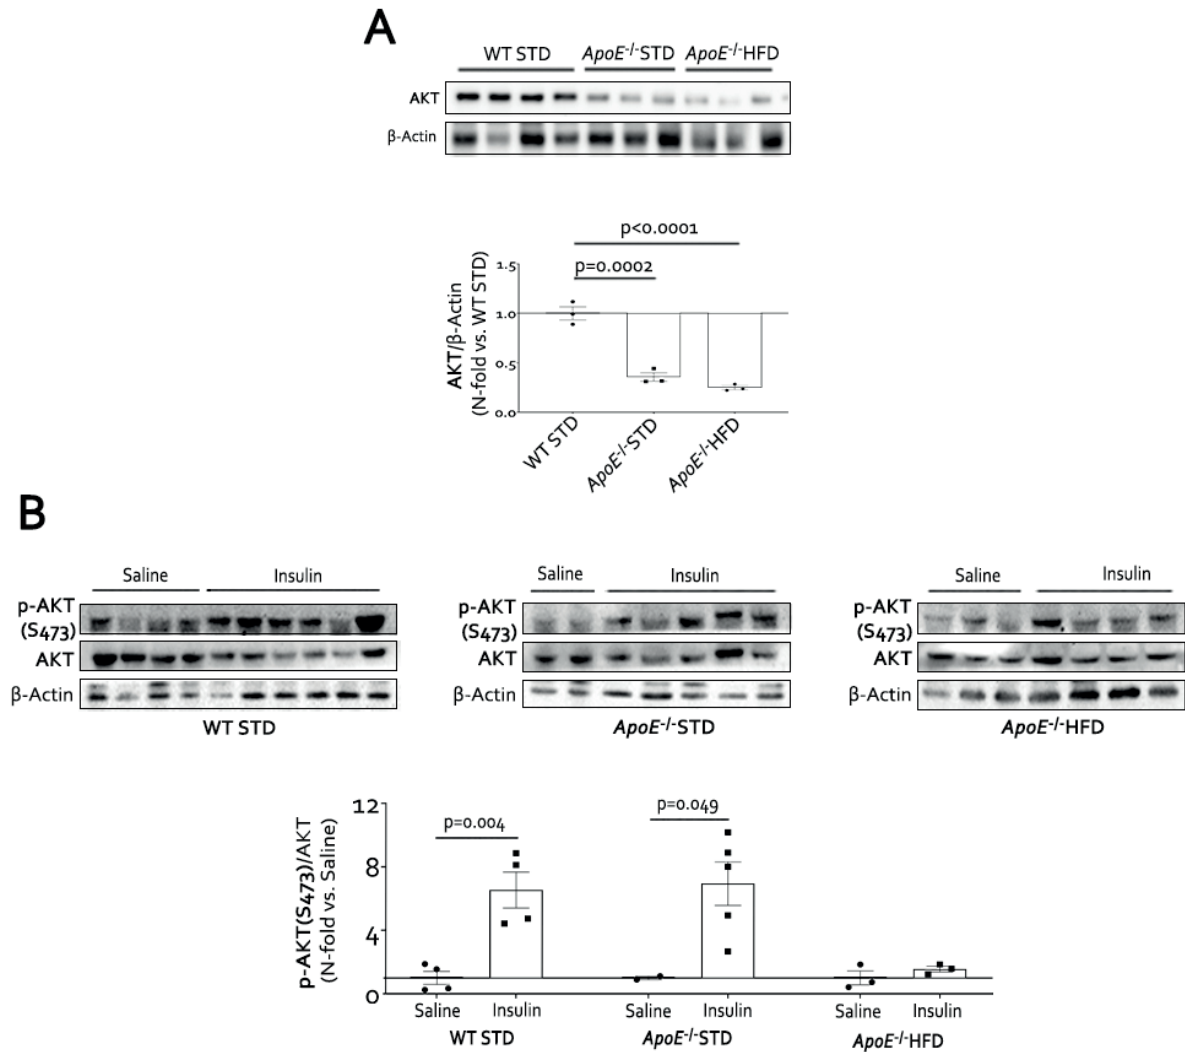 A
WT STD ApoE-/-STD ApoE-/-HFD
AKT
β-Actin
p<0.0001
p=0.0002
AKT/β-Actin
(N-fold vs. WT STD)
1.5
1.0
0.5
0.0
WT STD ApoE-/-STD ApoE-/-HFD
B
Saline Insulin
p-AKT
(S473)
AKT
β-Actin
WT STD
Saline Insulin
p-AKT
(S473)
AKT
β-Actin
ApoE-/-STD
Saline Insulin
p-AKT
(S473)
AKT
β-Actin
ApoE-/-HFD
p-AKT(S473)/AKT
(N-fold vs. Saline)
12
8
4
0
p=0.004
p=0.049
Saline Insulin Saline Insulin Saline Insulin
WT STD ApoE-/-STD ApoE-/-HFD